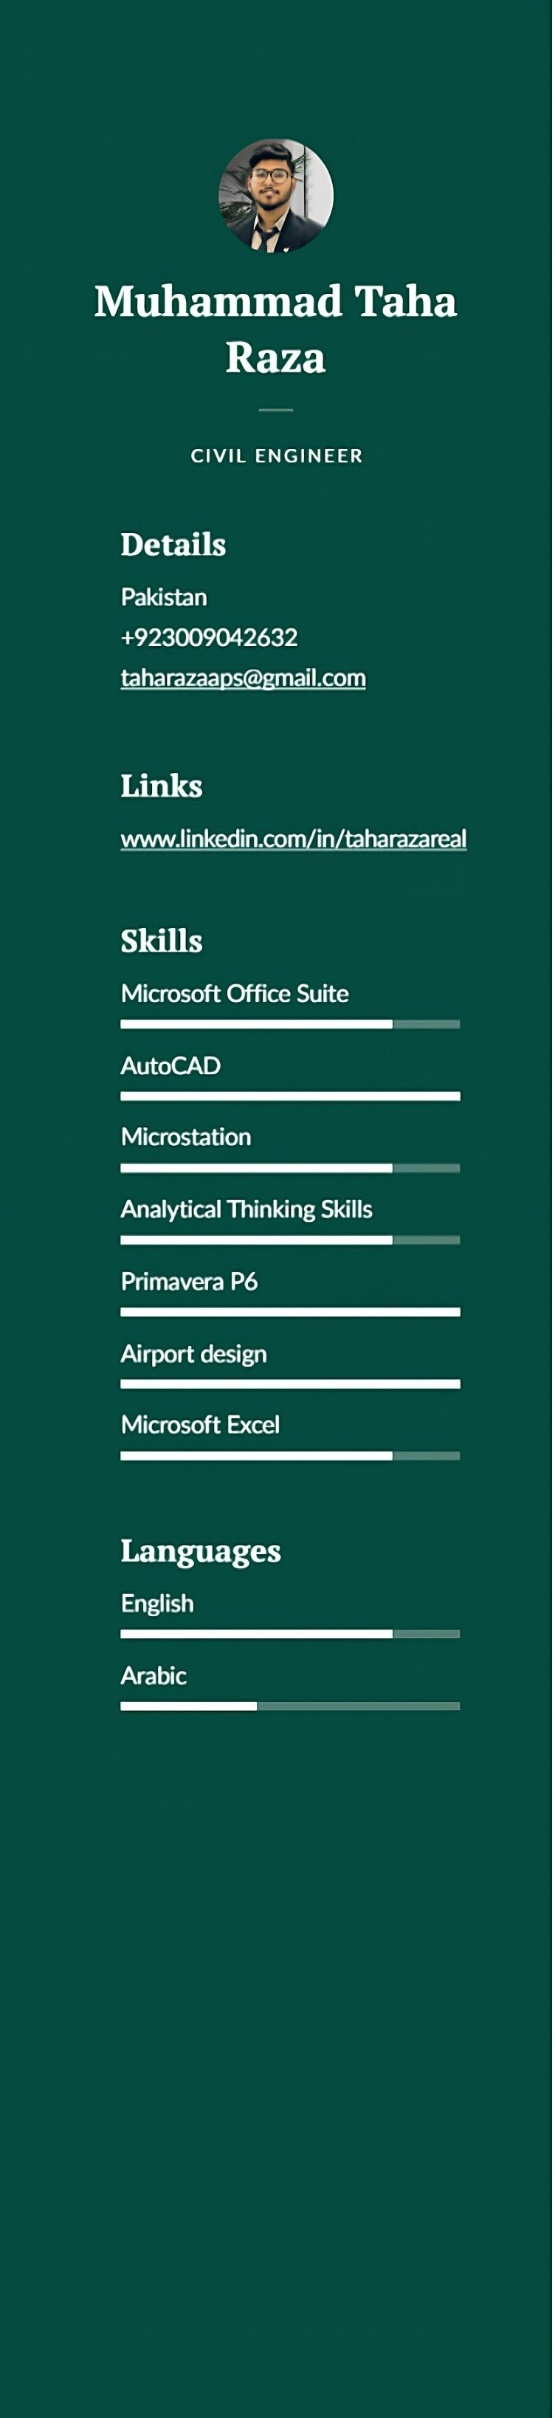 Muhammad Taha
Raza
CIVIL ENGINEER
Details
Pakistan
+923009042632
taharazaaps@gmail.com
Links
www.linkedin.com/in/taharazareal
Skills
Microsoft Office Suite
AutoCAD
Microstation
Analytical Thinking Skills
Primavera P6
Airport design
Microsoft Excel
Languages
English
Arabic